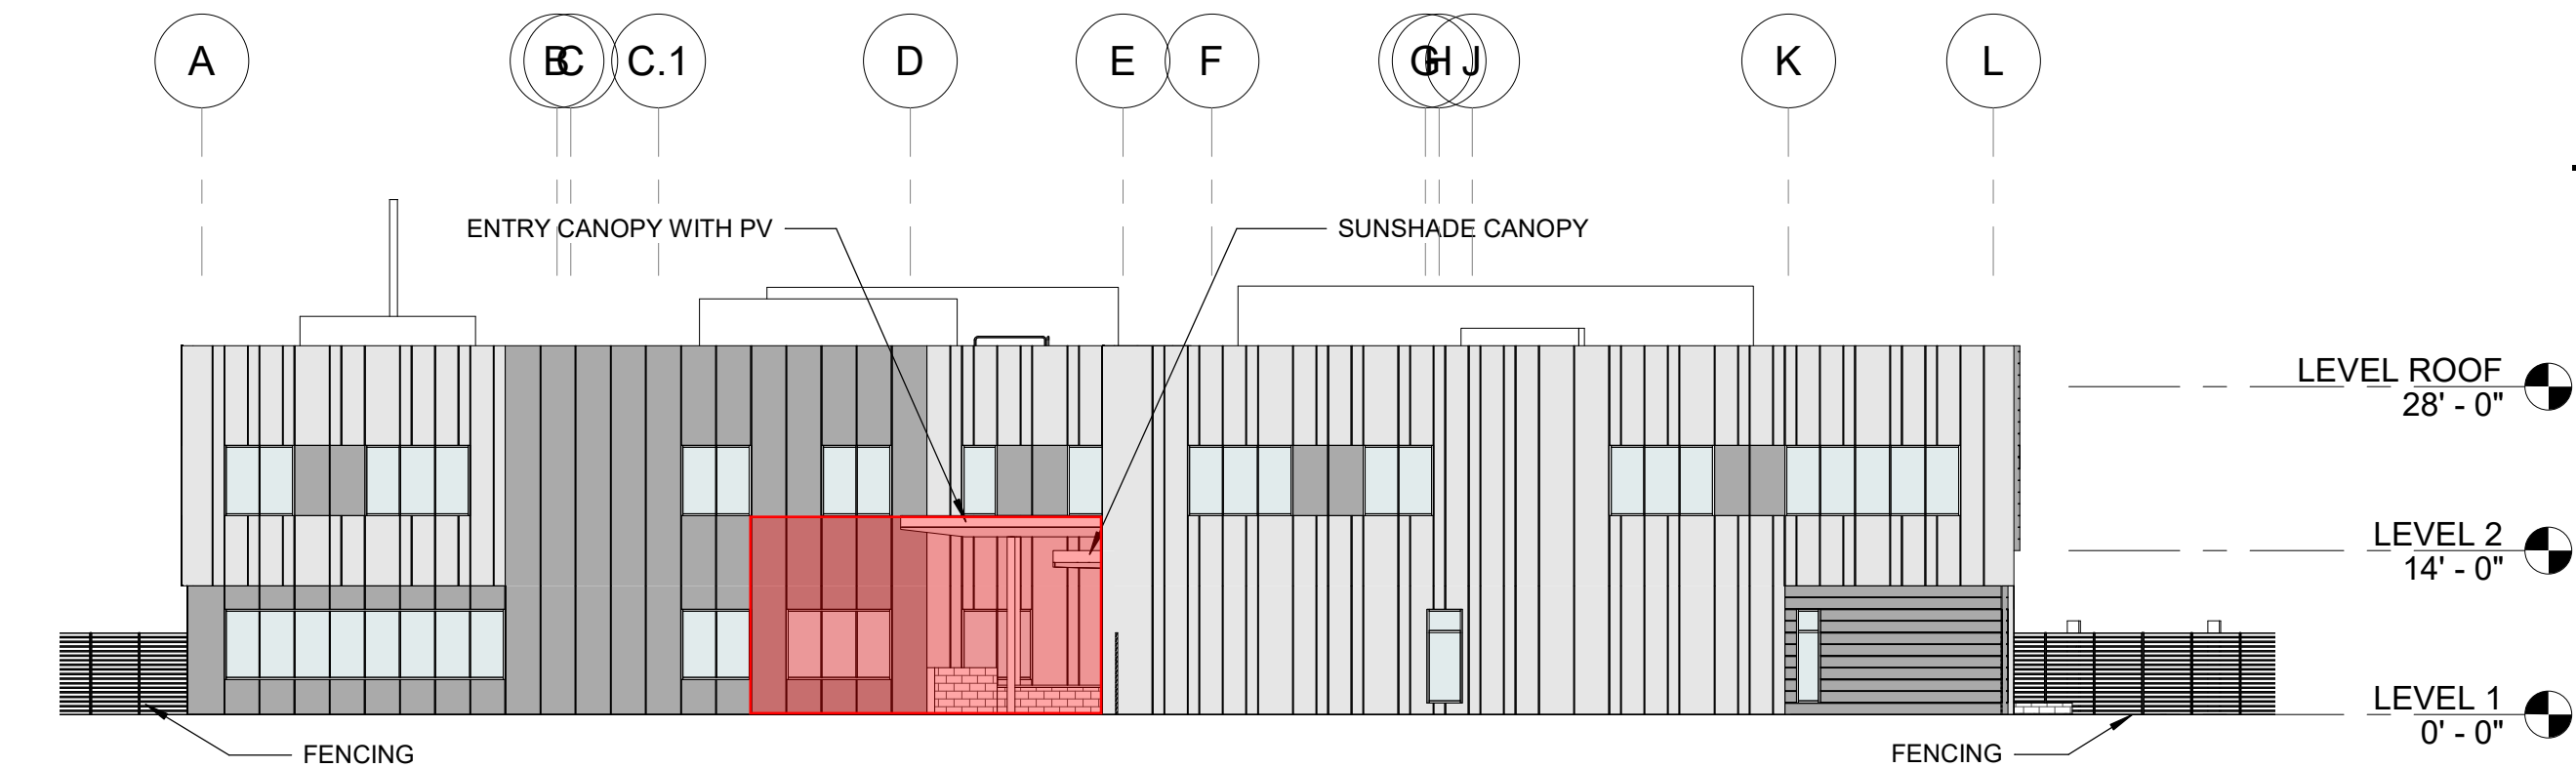 A
B
C
C.1
D
E
F
G
H
J
K
L
ENTRY CANOPY WITH PV
SUNSHADE CANOPY
LEVEL ROOF
28' - 0"
LEVEL 2
14' - 0"
LEVEL 1
0' - 0"
FENCING
FENCING